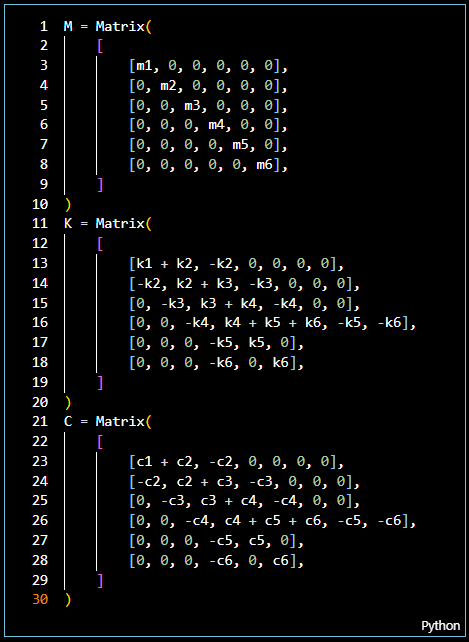 1 M = Matrix(
2 [
3 [m1, 0, 0, 0, 0, 0],
4 [0, m2, 0, 0, 0, 0],
5 [0, 0, m3, 0, 0, 0],
6 [0, 0, 0, m4, 0, 0],
7 [0, 0, 0, 0, m5, 0],
8 [0, 0, 0, 0, 0, m6],
9 ]
10 )
11 K = Matrix(
12 [
13 [k1 + k2, -k2, 0, 0, 0, 0],
14 [-k2, k2 + k3, -k3, 0, 0, 0],
15 [0, -k3, k3 + k4, -k4, 0, 0],
16 [0, 0, -k4, k4 + k5 + k6, -k5, -k6],
17 [0, 0, 0, -k5, k5, 0],
18 [0, 0, 0, -k6, 0, k6],
19 ]
20 )
21 C = Matrix(
22 [
23 [c1 + c2, -c2, 0, 0, 0, 0],
24 [-c2, c2 + c3, -c3, 0, 0, 0],
25 [0, -c3, c3 + c4, -c4, 0, 0],
26 [0, 0, -c4, c4 + c5 + c6, -c5, -c6],
27 [0, 0, 0, -c5, c5, 0],
28 [0, 0, 0, -c6, 0, c6],
29 ]
30 )
Python